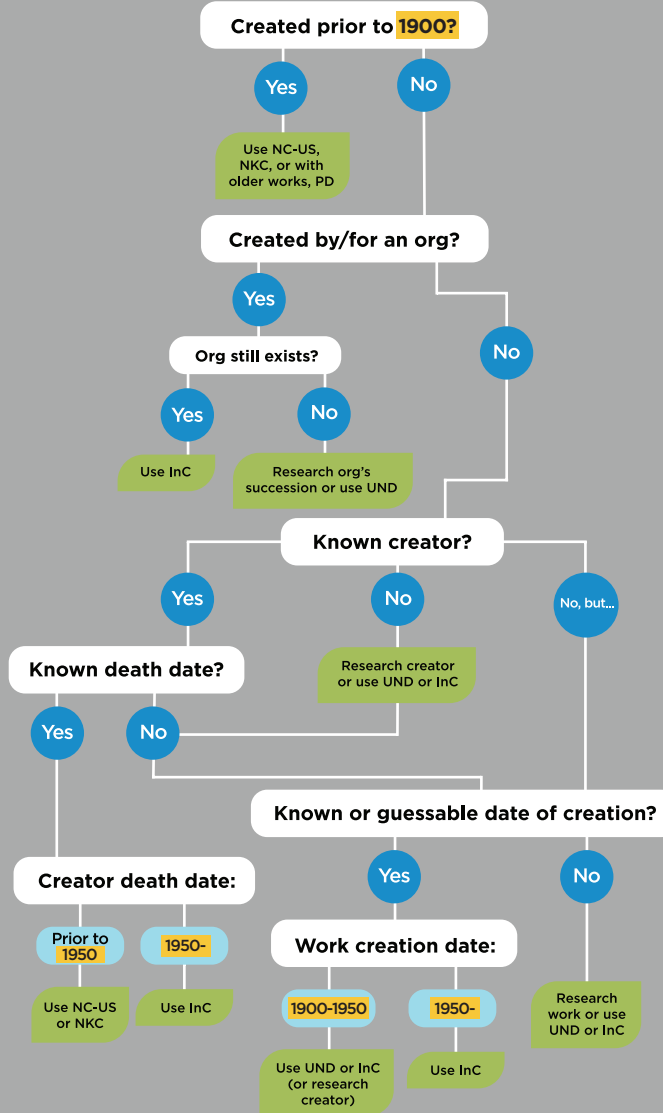 Created prior to 1900?
Yes
No
Use NC-US,
NKC, or with
older works, PD
Created by/for an org?
Yes
No
Org still exists?
Yes
No
Use InC
Research org's
succession or use UND
Known creator?
Yes
No
No, but...
Known death date?
Research creator
or use UND or InC
Yes
No
Known or guessable date of creation?
Yes
No
Creator death date:
Prior to
1950
1950-
Work creation date:
Use NC-US
or NKC
Use InC
1900-1950
1950-
Research
work or use
UND or InC
Use UND or InC
(or research
creator)
Use InC